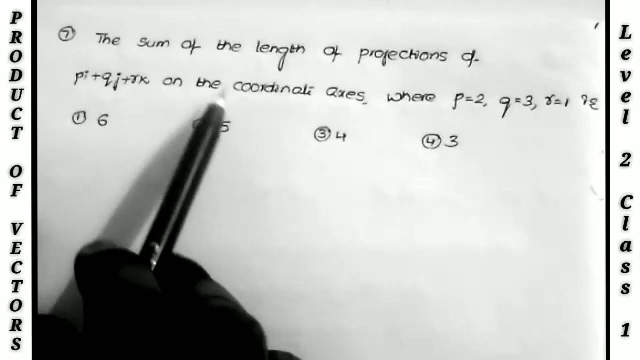 PRODUCT OF VECTORS
⑦ The sum of the length of projections of
pi+qj+rk on the coordinate axes, where p=2, q=3, r=1 is
① 6 5 ③ 4 ④ 3
Level 2 Class 1